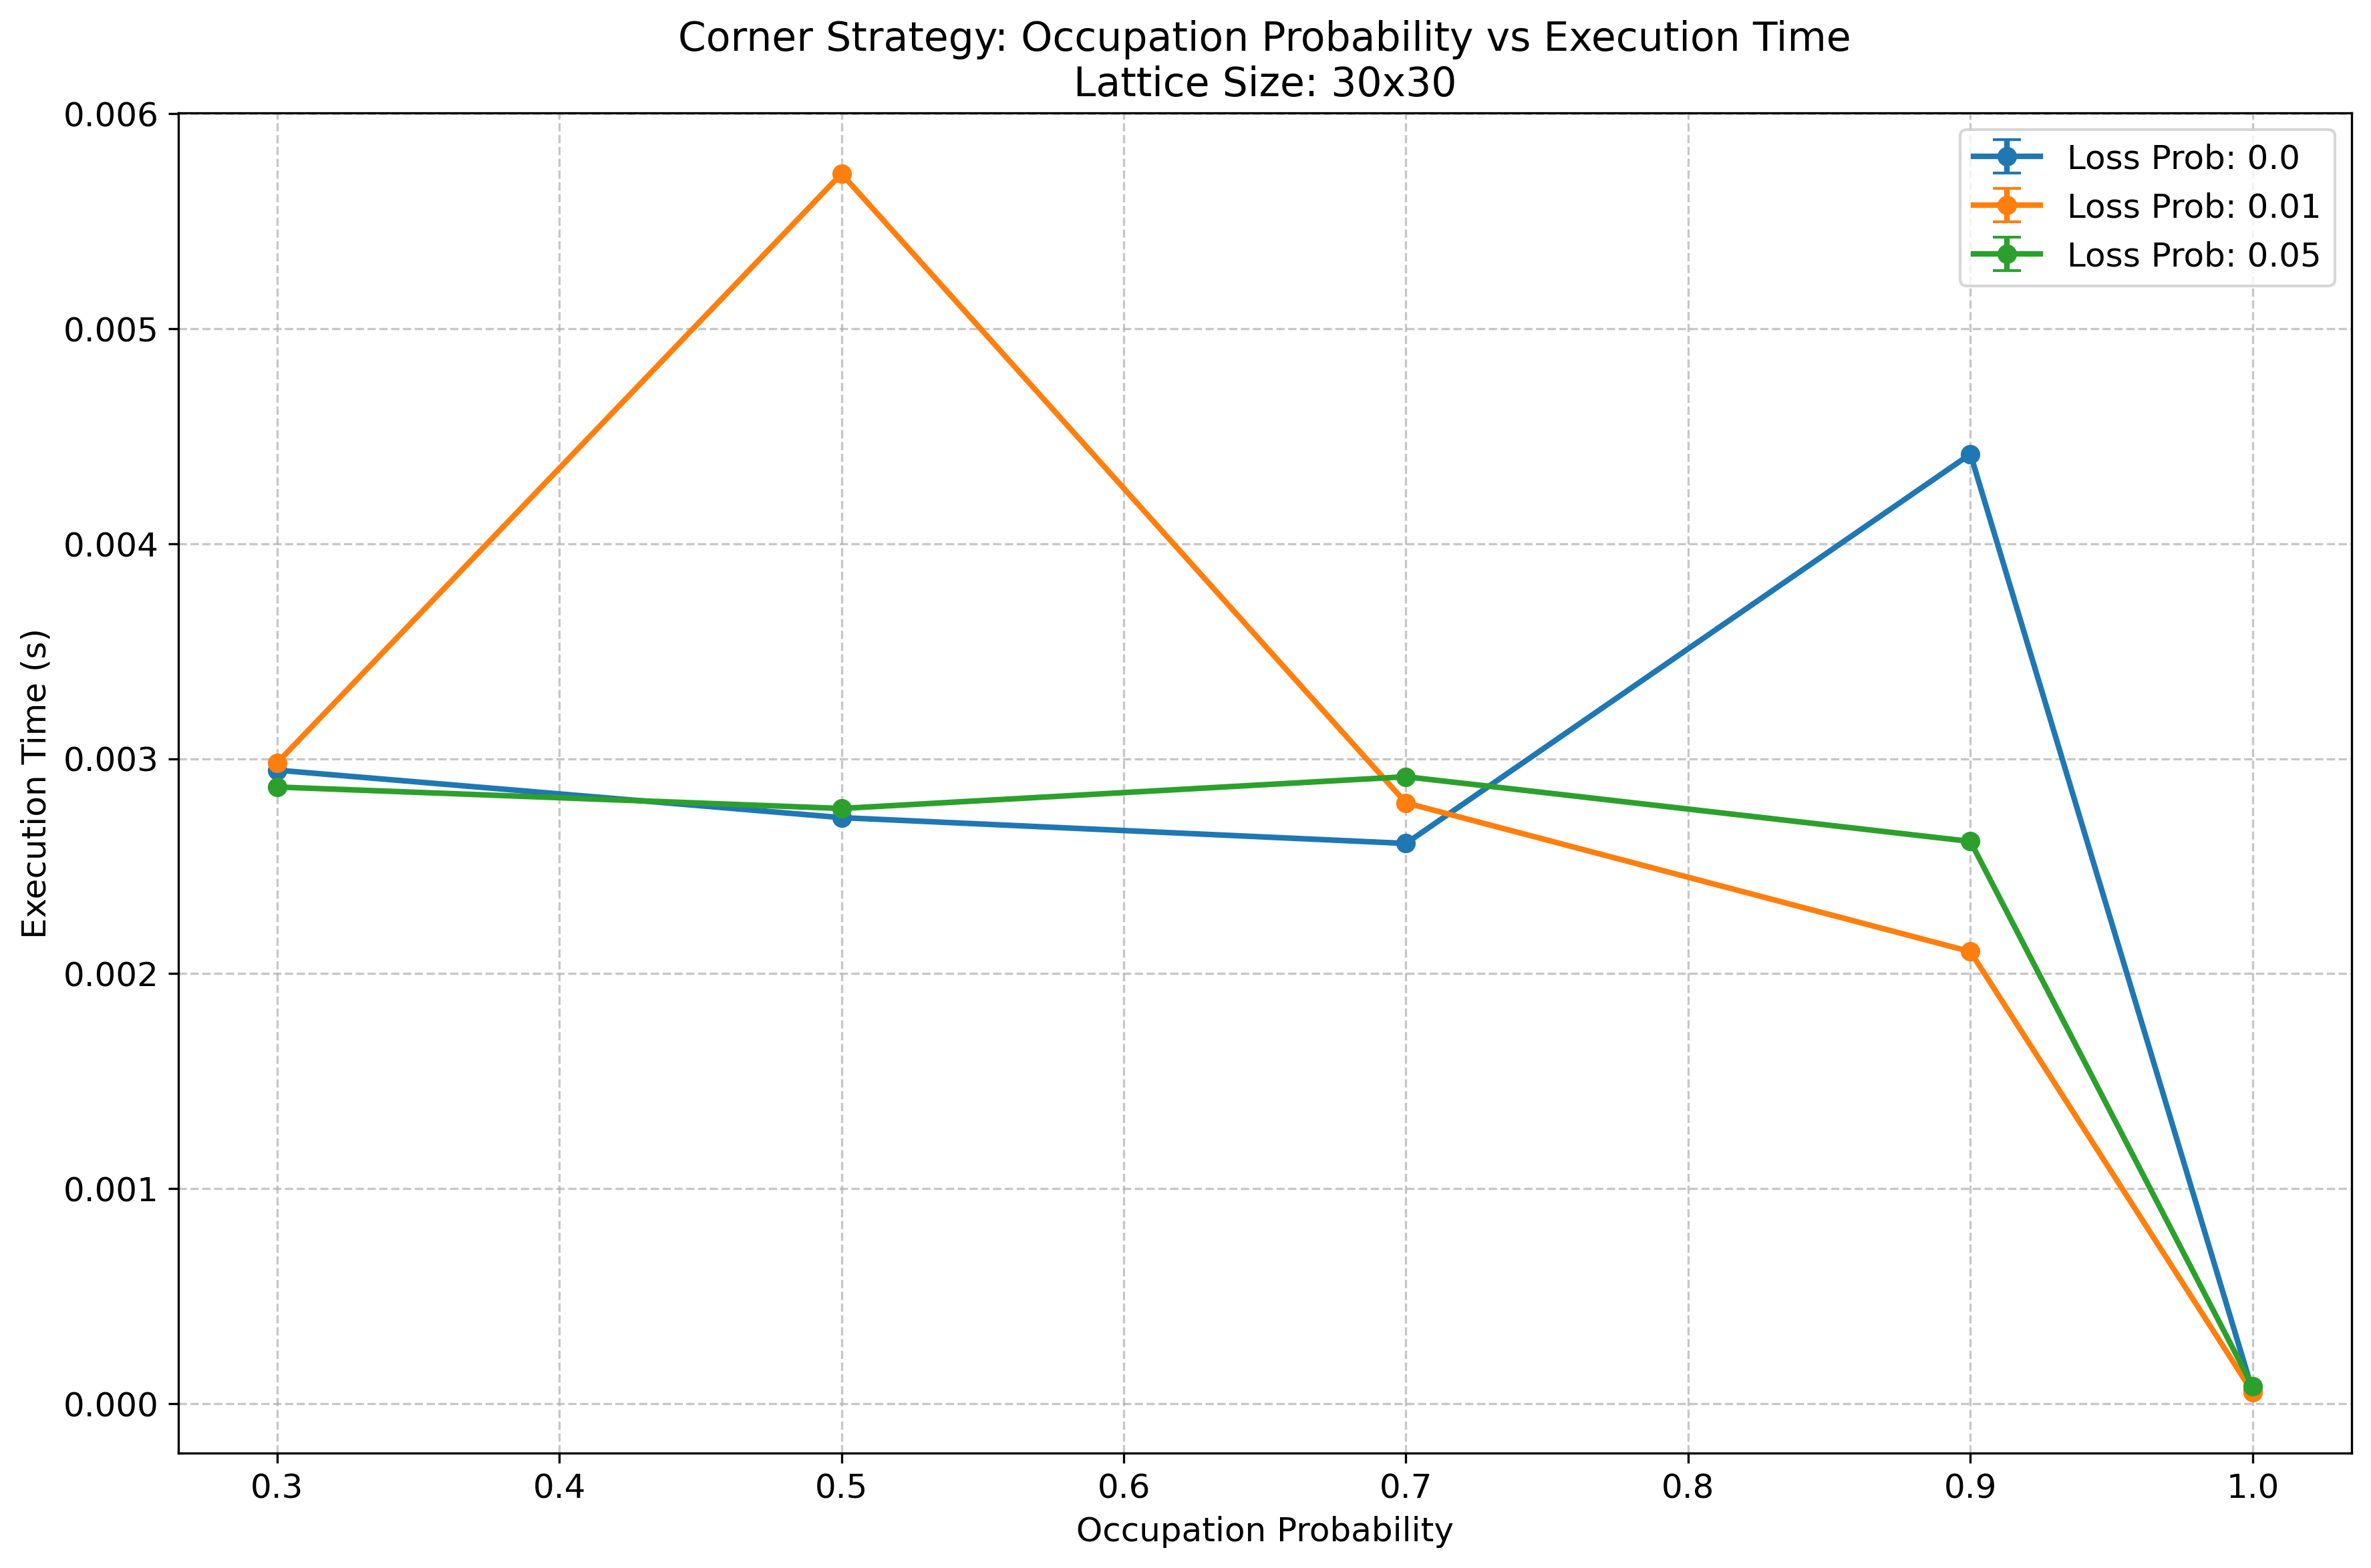 Corner Strategy: Occupation Probability vs Execution Time
Lattice Size: 30x30
Loss Prob: 0.0
Loss Prob: 0.01
Loss Prob: 0.05
Execution Time (s)
0.006
0.005
0.004
0.003
0.002
0.001
0.000
0.3 0.4 0.5 0.6 0.7 0.8 0.9 1.0
Occupation Probability